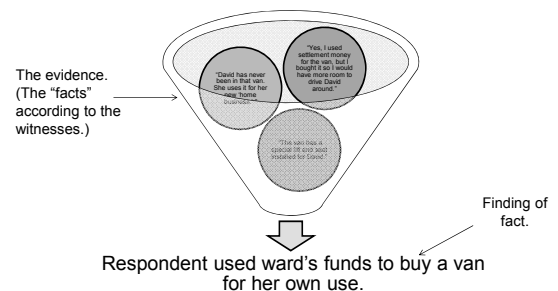 "Yes, I used
settlement money
for the van, but I
bought it so I would
have more room to
drive David
around."
"David has never
been in that van.
She uses it for her
new 'home
business.'"
The evidence.
(The "facts"
according to the
witnesses.)
"The van has a
special lift and seat
installed for David."
Finding of
fact.
Respondent used ward's funds to buy a van
for her own use.